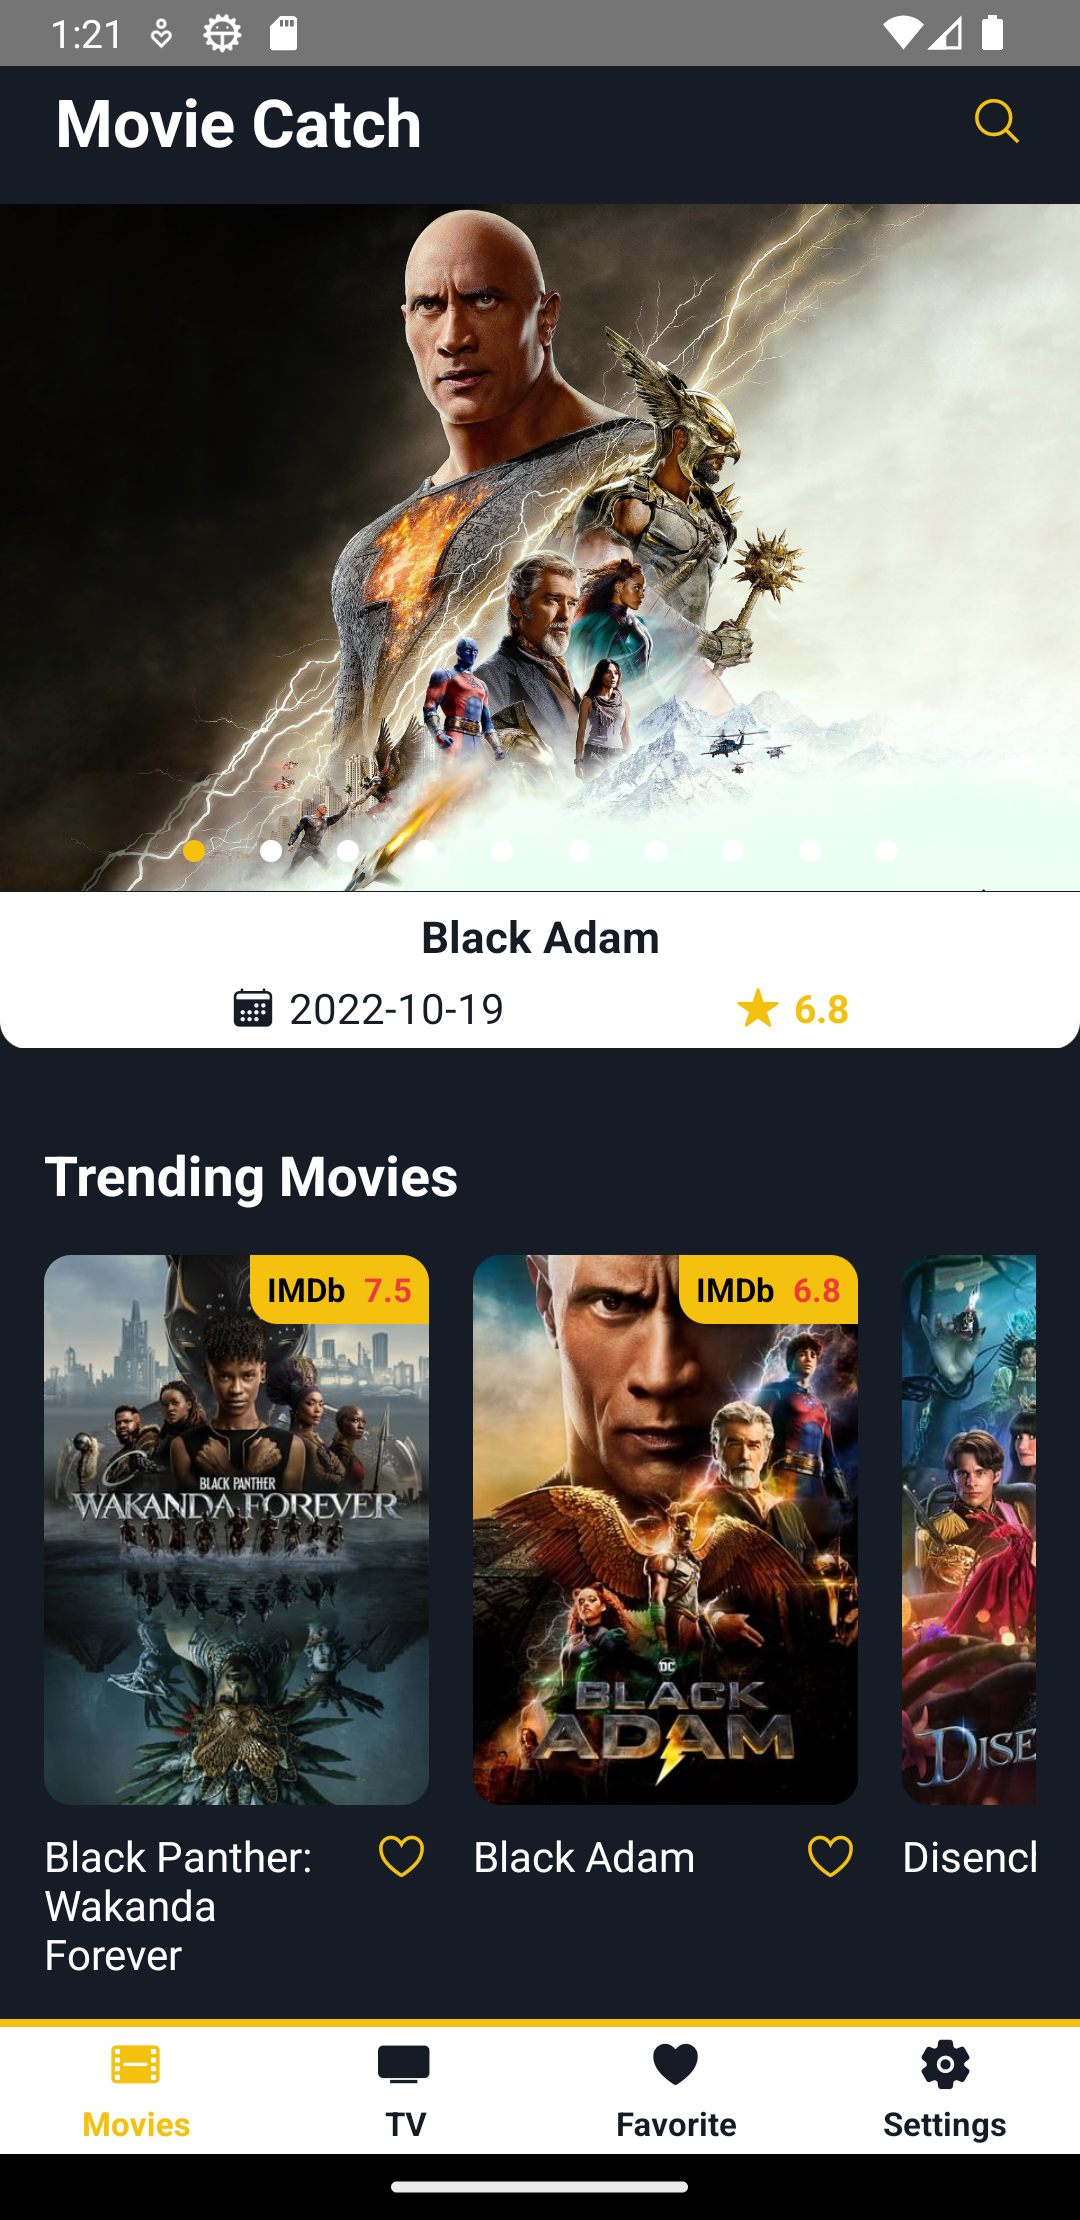 1:21
Movie Catch
Black Adam
2022-10-19
6.8
Trending Movies
IMDb 7.5
BLACK PANTHER
WAKANDA FOREVER
IMDb 6.8
DC
BLACK
ADAM
DISE
Black Panther:
Wakanda
Forever
Black Adam
Disencl
Movies
TV
Favorite
Settings